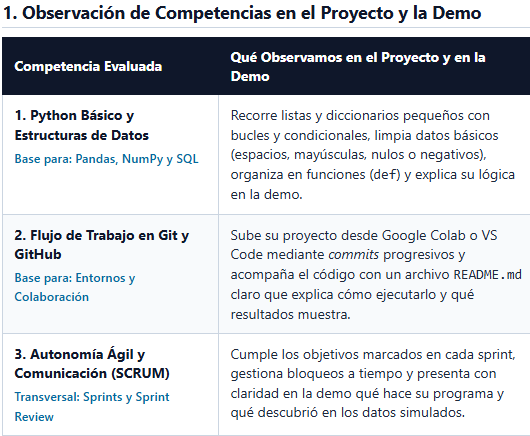 1. Observación de Competencias en el Proyecto y la Demo
Competencia Evaluada
Qué Observamos en el Proyecto y en la
Demo
1. Python Básico y
Estructuras de Datos
Base para: Pandas, NumPy y SQL
Recorre listas y diccionarios pequeños con
bucles y condicionales, limpia datos básicos
(espacios, mayúsculas, nulos o negativos),
organiza en funciones (def) y explica su lógica
en la demo.
2. Flujo de Trabajo en Git y
GitHub
Base para: Entornos y
Colaboración
Sube su proyecto desde Google Colab o VS
Code mediante commits progresivos y
acompaña el código con un archivo README.md
claro que explica cómo ejecutarlo y qué
resultados muestra.
3. Autonomía Ágil y
Comunicación (SCRUM)
Transversal: Sprints y Sprint
Review
Cumple los objetivos marcados en cada sprint,
gestiona bloqueos a tiempo y presenta con
claridad en la demo qué hace su programa y
qué descubrió en los datos simulados.